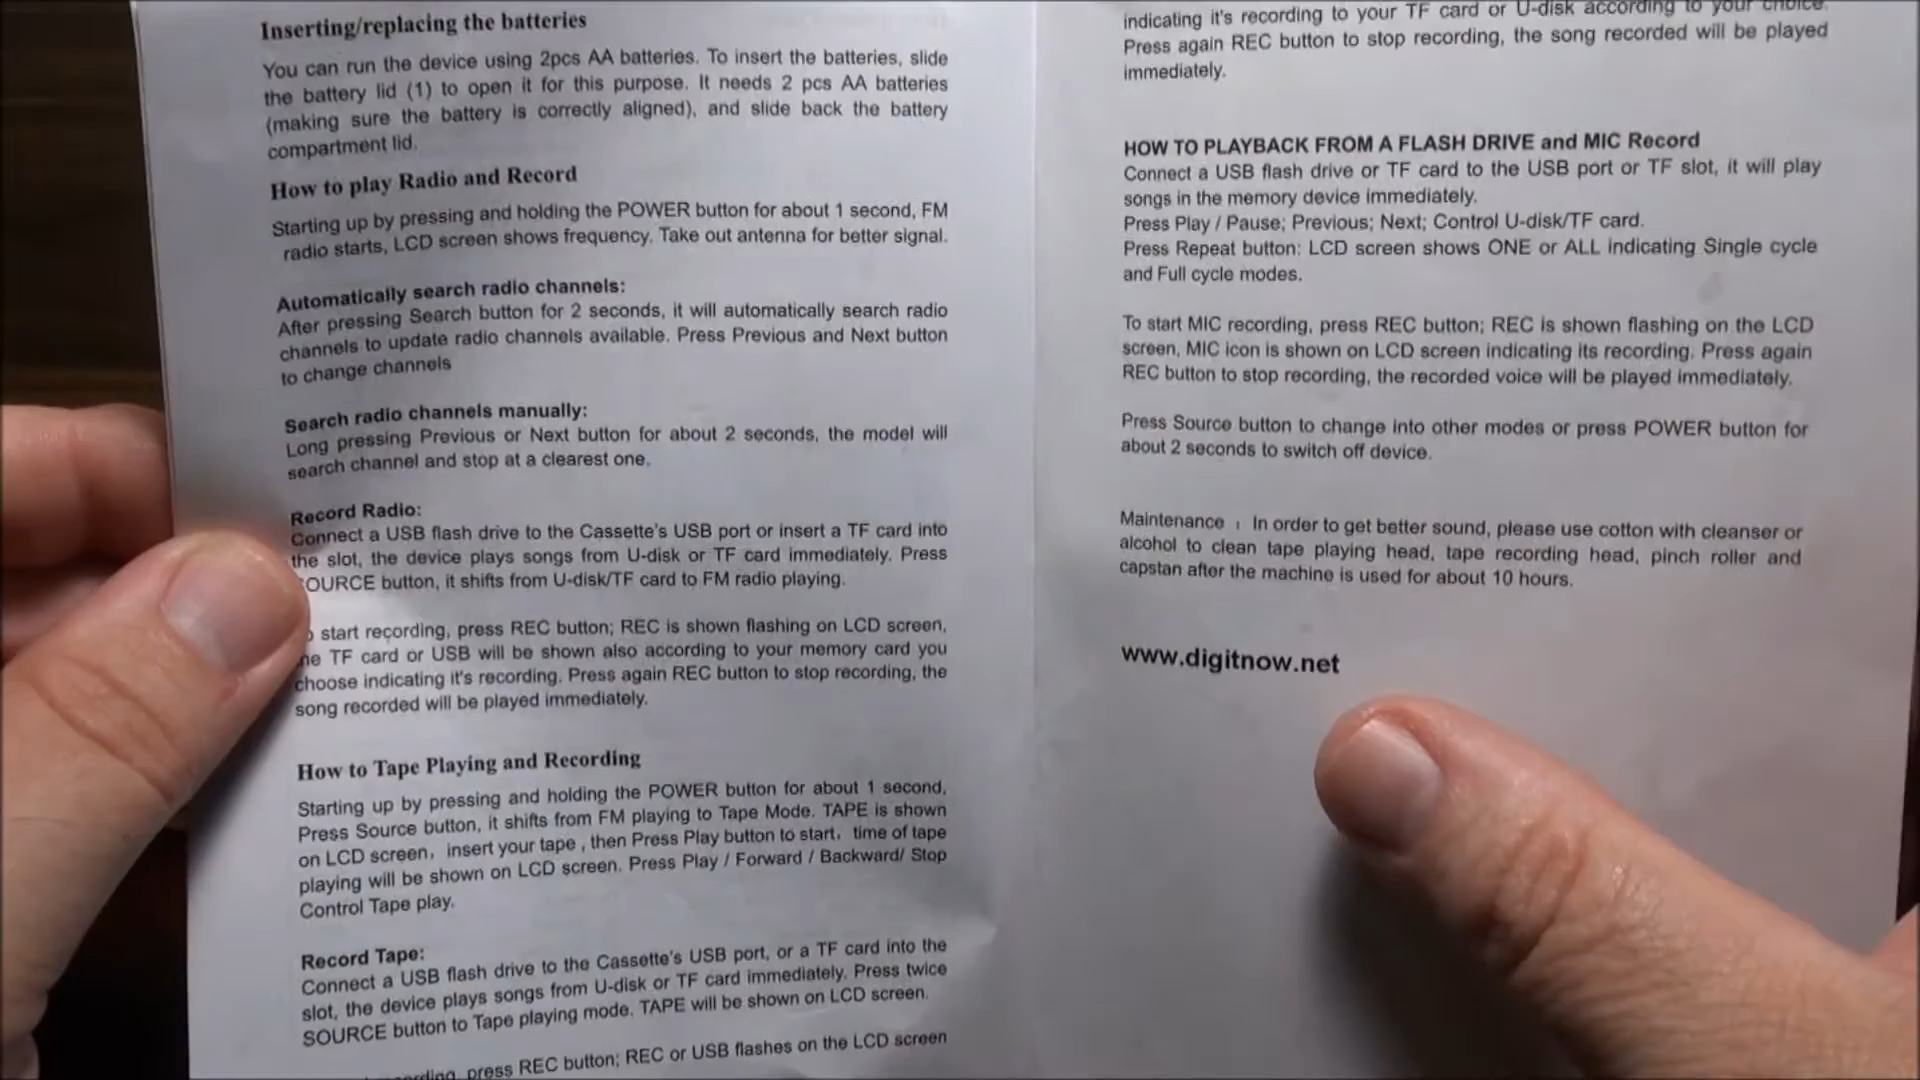 Inserting/replacing the batteries
You can run the device using 2pcs AA batteries. To insert the batteries, slide
the battery lid (1) to open it for this purpose. It needs 2 pcs AA batteries
(making sure the battery is correctly aligned), and slide back the battery
compartment lid.
How to play Radio and Record
Starting up by pressing and holding the POWER button for about 1 second, FM
radio starts, LCD screen shows frequency. Take out antenna for better signal.
Automatically search radio channels:
After pressing Search button for 2 seconds, it will automatically search radio
channels to update radio channels available. Press Previous and Next button
to change channels
Search radio channels manually:
Long pressing Previous or Next button for about 2 seconds, the model will
search channel and stop at a clearest one.
Record Radio:
Connect a USB flash drive to the Cassette's USB port or insert a TF card into
the slot, the device plays songs from U-disk or TF card immediately. Press
OURCE button, it shifts from U-disk/TF card to FM radio playing.
start recording, press REC button; REC is shown flashing on LCD screen,
he TF card or USB will be shown also according to your memory card you
choose indicating it's recording. Press again REC button to stop recording, the
song recorded will be played immediately.
How to Tape Playing and Recording
Starting up by pressing and holding the POWER button for about 1 second,
Press Source button, it shifts from FM playing to Tape Mode. TAPE is shown
on LCD screen, insert your tape , then Press Play button to start, time of tape
playing will be shown on LCD screen. Press Play / Forward / Backward/ Stop
Control Tape play.
Record Tape:
Connect a USB flash drive to the Cassette's USB port, or a TF card into the
slot, the device plays songs from U-disk or TF card immediately. Press twice
SOURCE button to Tape playing mode. TAPE will be shown on LCD screen.
press REC button; REC or USB flashes on the LCD screen
indicating it's recording to your TF card or U-disk according to your choice.
Press again REC button to stop recording, the song recorded will be played
immediately.
HOW TO PLAYBACK FROM A FLASH DRIVE and MIC Record
Connect a USB flash drive or TF card to the USB port or TF slot, it will play
songs in the memory device immediately.
Press Play / Pause; Previous; Next; Control U-disk/TF card.
Press Repeat button: LCD screen shows ONE or ALL indicating Single cycle
and Full cycle modes.
To start MIC recording, press REC button; REC is shown flashing on the LCD
screen, MIC icon is shown on LCD screen indicating its recording. Press again
REC button to stop recording, the recorded voice will be played immediately.
Press Source button to change into other modes or press POWER button for
about 2 seconds to switch off device.
Maintenance : In order to get better sound, please use cotton with cleanser or
alcohol to clean tape playing head, tape recording head, pinch roller and
capstan after the machine is used for about 10 hours.
www.digitnow.net